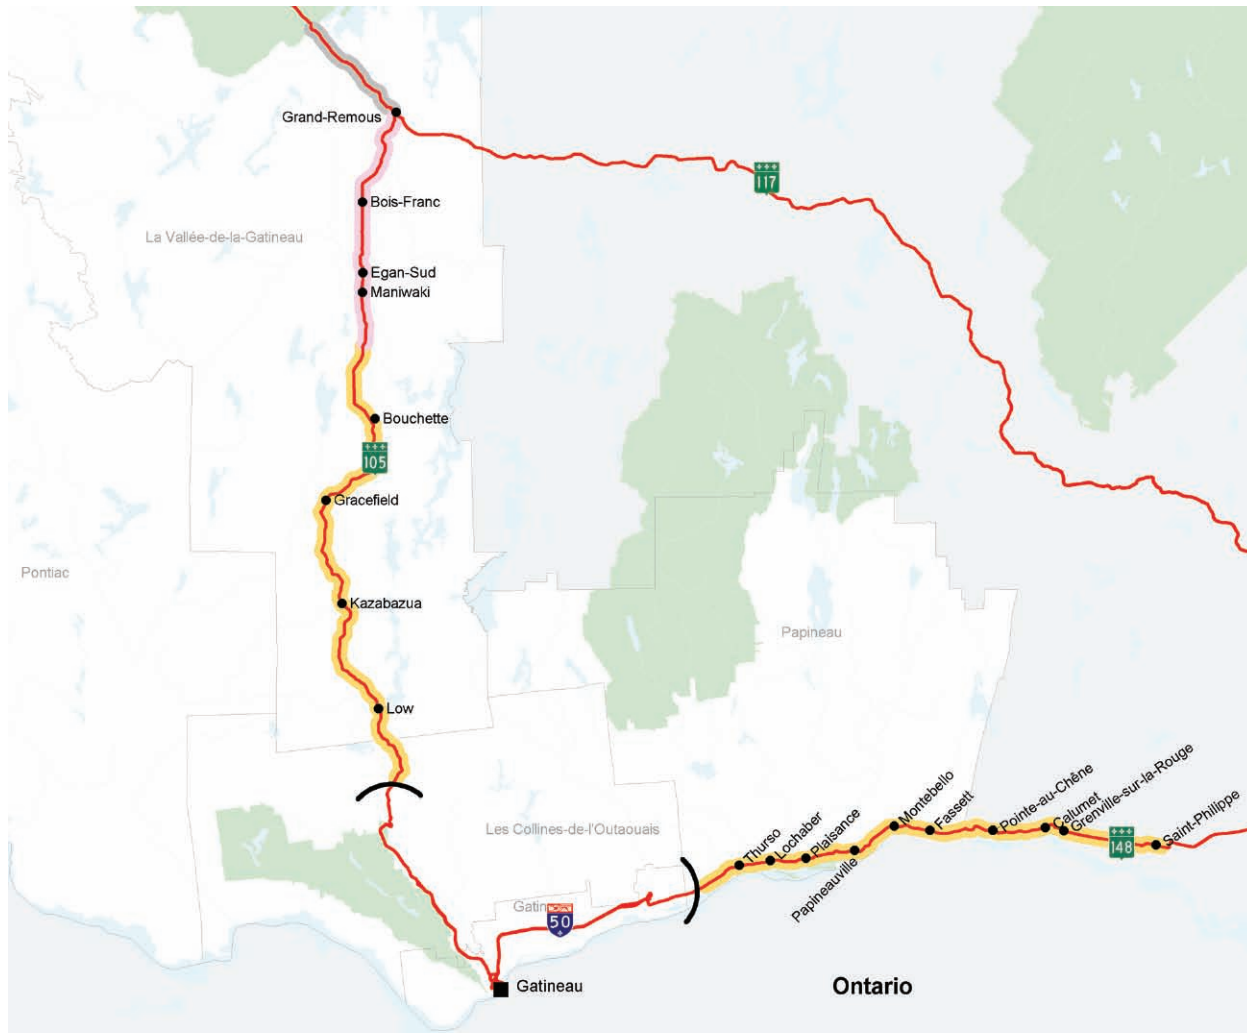 Grand-Remous
117
Bois-Franc
La Vallée-de-la-Gatineau
Egan-Sud
Maniwaki
Bouchette
105
Gracefield
Pontiac
Kazabazua
Papineau
Low
Les Collines-de-l'Outaouais
Thurso
Lochaber
Plaisance
Papineauville
Montebello
Fassett
Pointe-au-Chêne
Calumet
Grenville-sur-la-Rouge
148
Saint-Philippe
50
Gatineau
Ontario